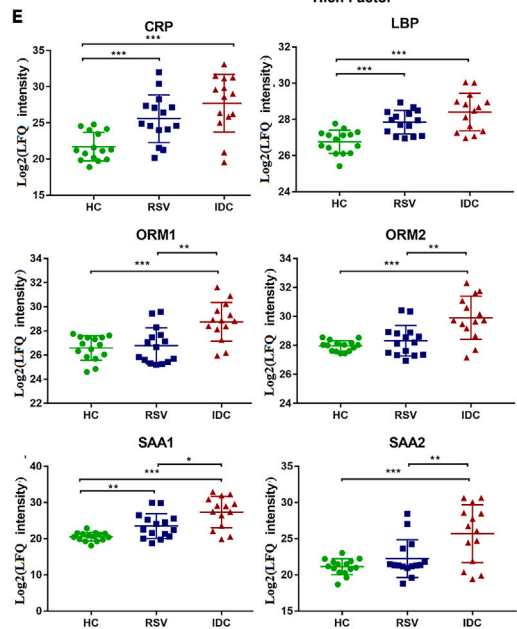 Rich Factor
E
CRP
***
***
35
30
25
20
15
Log2(LFQ intensity)
HC RSV IDC
LBP
***
***
32
30
28
26
24
Log2(LFQ intensity)
HC RSV IDC
ORM1
**
***
34
32
30
28
26
24
22
Log2(LFQ intensity)
HC RSV IDC
ORM2
**
***
34
32
30
28
26
24
Log2(LFQ intensity)
HC RSV IDC
SAA1
*
***
**
40
30
20
10
0
Log2(LFQ intensity)
HC RSV IDC
SAA2
**
***
35
30
25
20
15
Log2(LFQ intensity)
HC RSV IDC